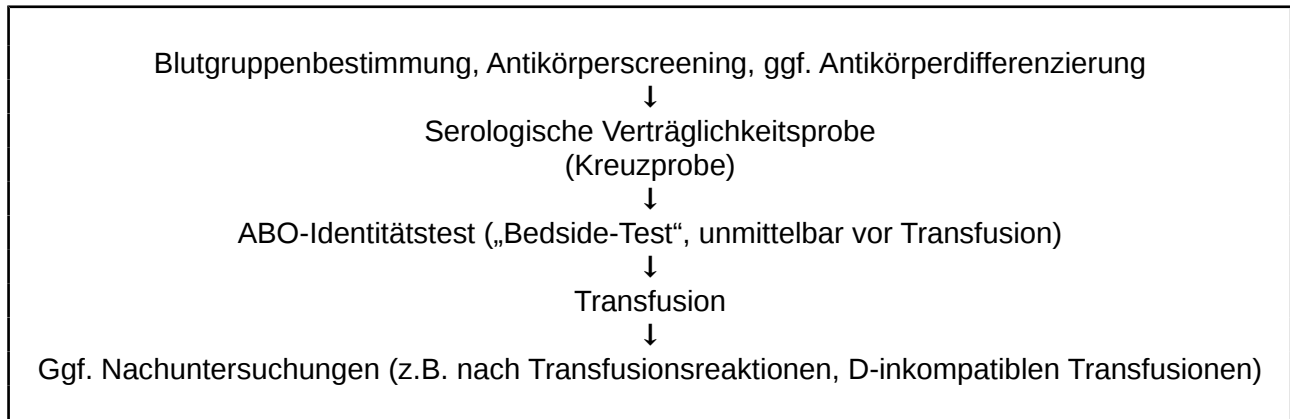 Blutgruppenbestimmung, Antikörperscreening, ggf. Antikörperdifferenzierung
↓
Serologische Verträglichkeitsprobe
(Kreuzprobe)
↓
ABO-Identitätstest („Bedside-Test“, unmittelbar vor Transfusion)
↓
Transfusion
↓
Ggf. Nachuntersuchungen (z.B. nach Transfusionsreaktionen, D-inkompatiblen Transfusionen)